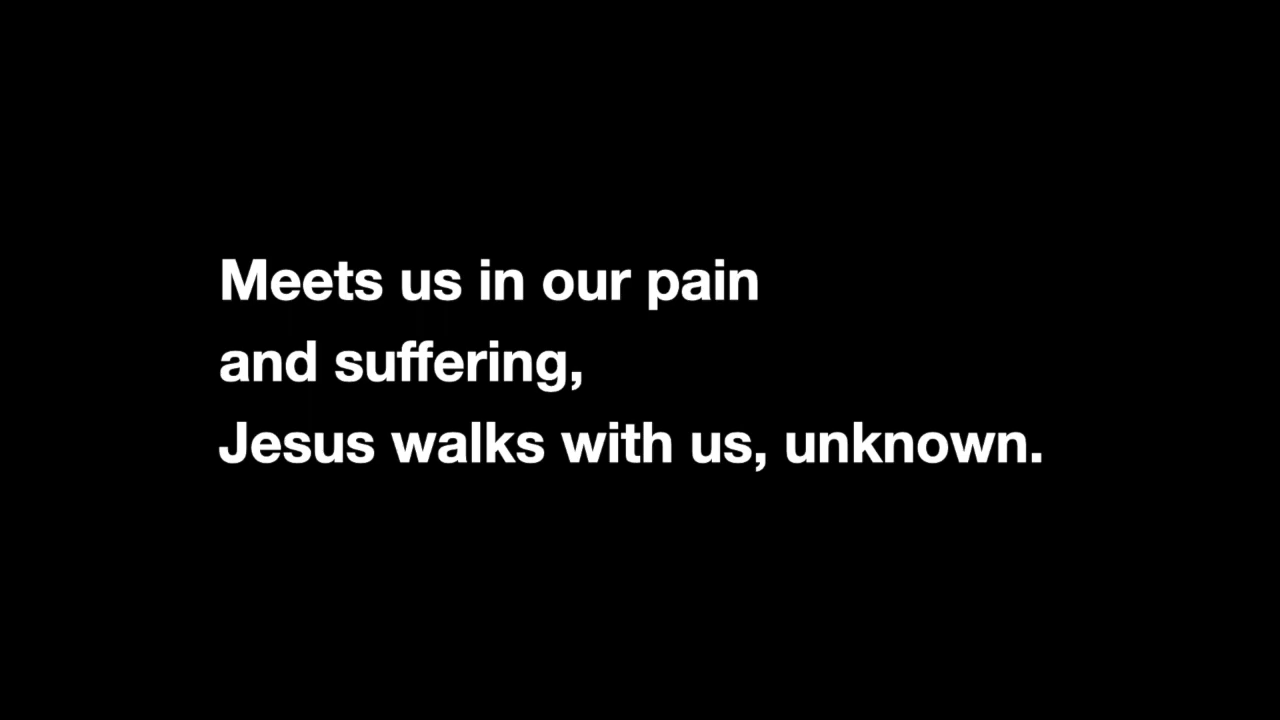 Meets us in our pain
and suffering,
Jesus walks with us, unknown.